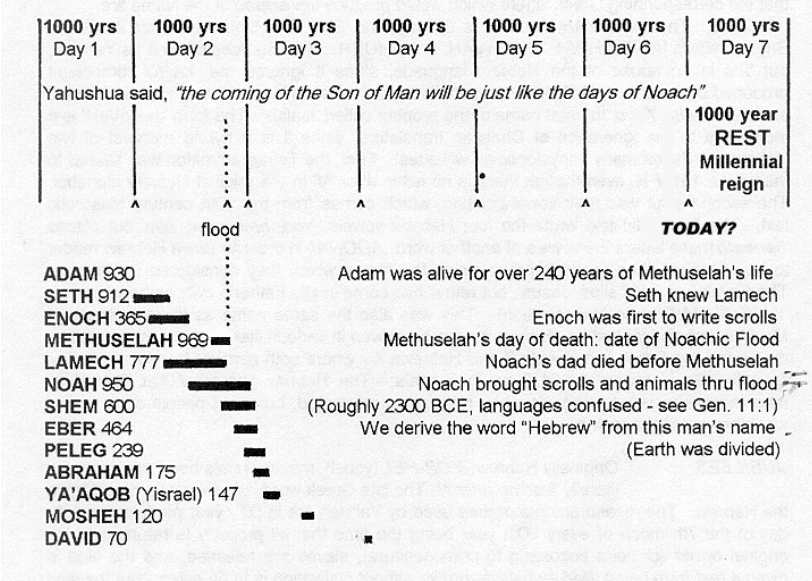 1000 yrs 1000 yrs 1000 yrs 1000 yrs 1000 yrs 1000 yrs 1000 yrs
Day 1 Day 2 Day 3 Day 4 Day 5 Day 6 Day 7
Yahushua said, "the coming of the Son of Man will be just like the days of Noach".
1000 year
REST
Millennial
reign
flood
TODAY?
ADAM 930 Adam was alive for over 240 years of Methuselah's life
SETH 912 Seth knew Lamech
ENOCH 365 Enoch was first to write scrolls
METHUSELAH 969 Methuselah's day of death: date of Noachic Flood
LAMECH 777 Noach's dad died before Methuselah
NOAH 950 Noach brought scrolls and animals thru flood
SHEM 600 (Roughly 2300 BCE, languages confused - see Gen. 11:1)
EBER 464 We derive the word "Hebrew" from this man's name
PELEG 239 (Earth was divided)
ABRAHAM 175
YA'AQOB (Yisrael) 147
MOSHEH 120
DAVID 70